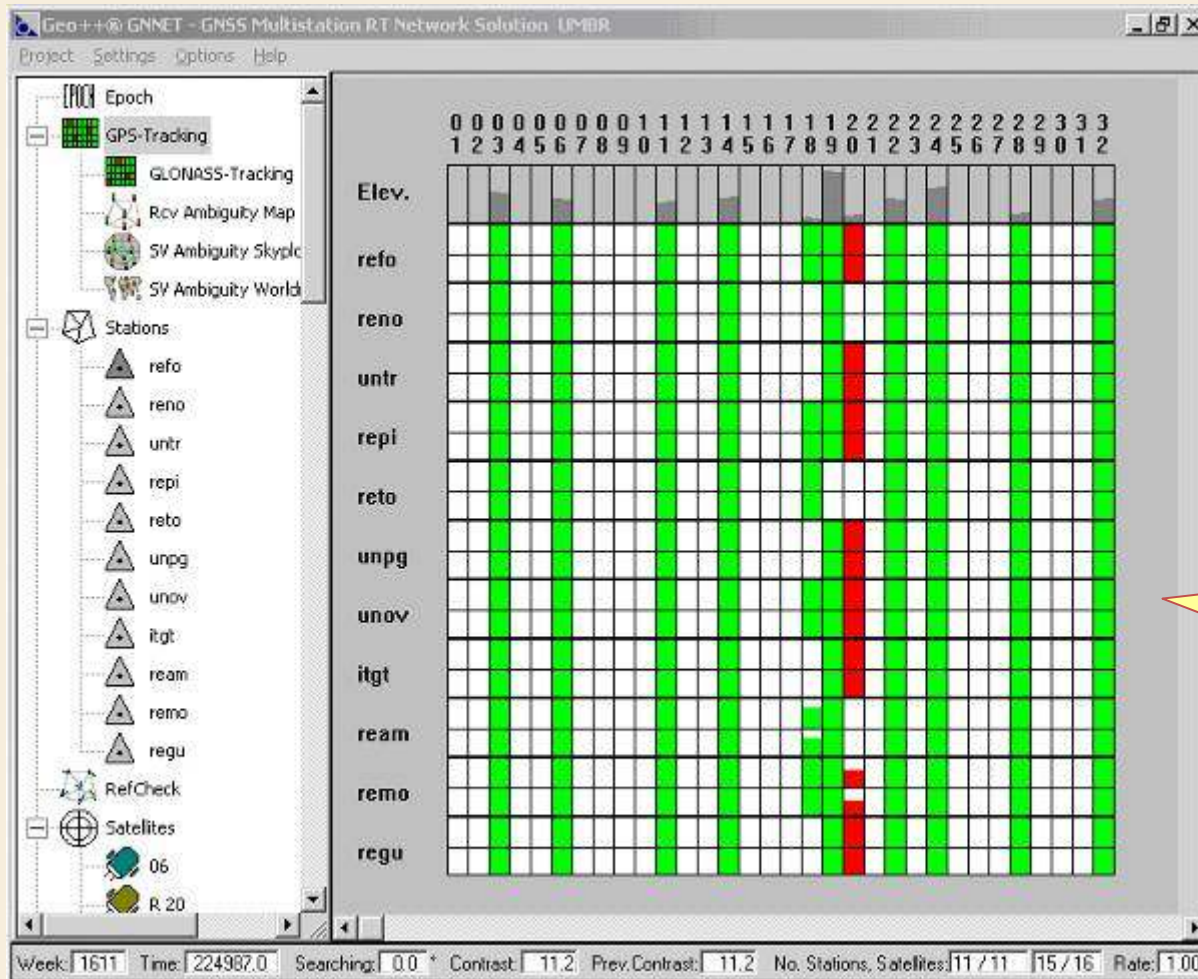 Geo++® GNNET - GNSS Multistation RT Network Solution UMBR
Project Settings Options Help
EPOCH Epoch
GPS-Tracking
GLONASS-Tracking
Rcv Ambiguity Map
SV Ambiguity Skyplo
SV Ambiguity World
Stations
refo
reno
untr
repi
reto
unpg
unov
itgt
ream
remo
regu
RefCheck
Satellites
06
R 20
0 0 0 0 0 0 0 0 0 1 1 1 1 1 1 1 1 1 1 2 2 2 2 2 2 2 2 2 2 3 3 3
1 2 3 4 5 6 7 8 9 0 1 2 3 4 5 6 7 8 9 0 1 2 3 4 5 6 7 8 9 0 1 2
Elev.
refo
reno
untr
repi
reto
unpg
unov
itgt
ream
remo
regu
Week: 1611 Time: 224987.0 Searching: 0.0 * Contrast: 11.2 Prev.Contrast: 11.2 No. Stations, Satellites: 11 / 11 15 / 16 Rate: 1.00